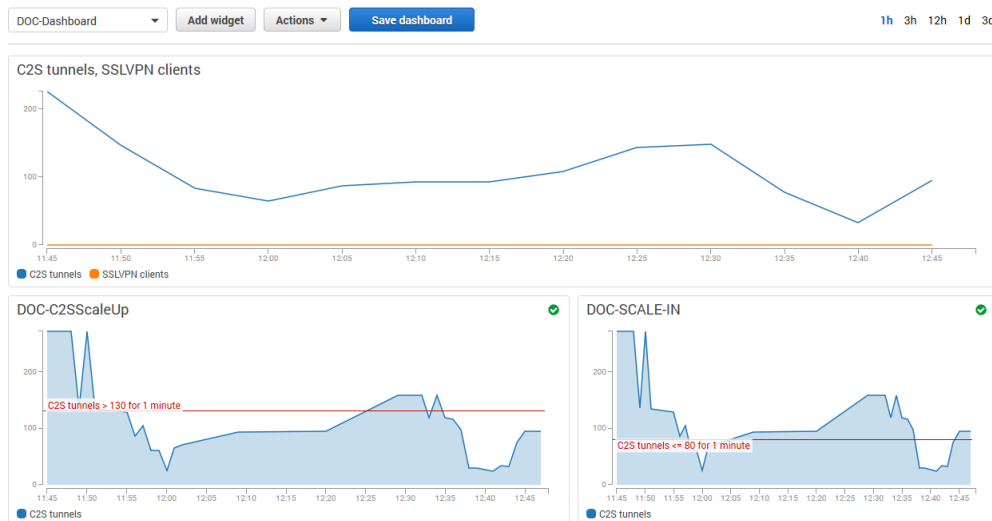 DOC-Dashboard Add widget Actions Save dashboard 1h 3h 12h 1d
C2S tunnels, SSLVPN clients
200
100
0
11:45 11:50 11:55 12:00 12:05 12:10 12:15 12:20 12:25 12:30 12:35 12:40 12:45
C2S tunnels SSLVPN clients
DOC-C2SScaleUp
200
C2S tunnels > 130 for 1 minute
100
0
11:45 11:50 11:55 12:00 12:05 12:10 12:15 12:20 12:25 12:30 12:35 12:40 12:45
C2S tunnels
DOC-SCALE-IN
200
100
C2S tunnels <= 80 for 1 minute
0
11:45 11:50 11:55 12:00 12:05 12:10 12:15 12:20 12:25 12:30 12:35 12:40 12:45
C2S tunnels